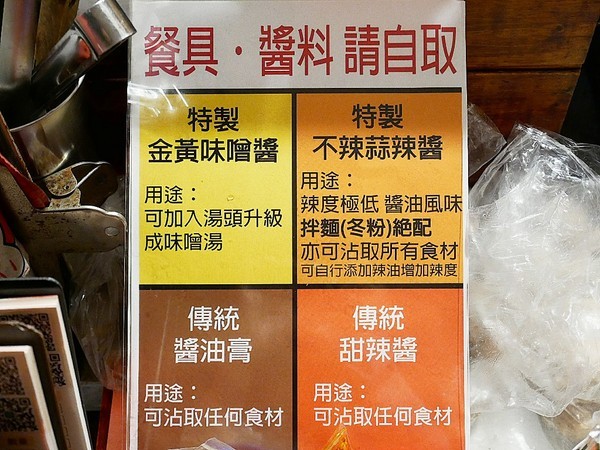 餐具·醬料 請自取
特製
金黃味噌醬
用途：
可加入湯頭升級
成味噌湯
特製
不辣蒜辣醬
用途：
辣度極低 醬油風味
拌麵(冬粉)絕配
亦可沾取所有食材
可自行添加辣油增加辣度
傳統
醬油膏
用途：
可沾取任何食材
傳統
甜辣醬
用途：
可沾取任何食材